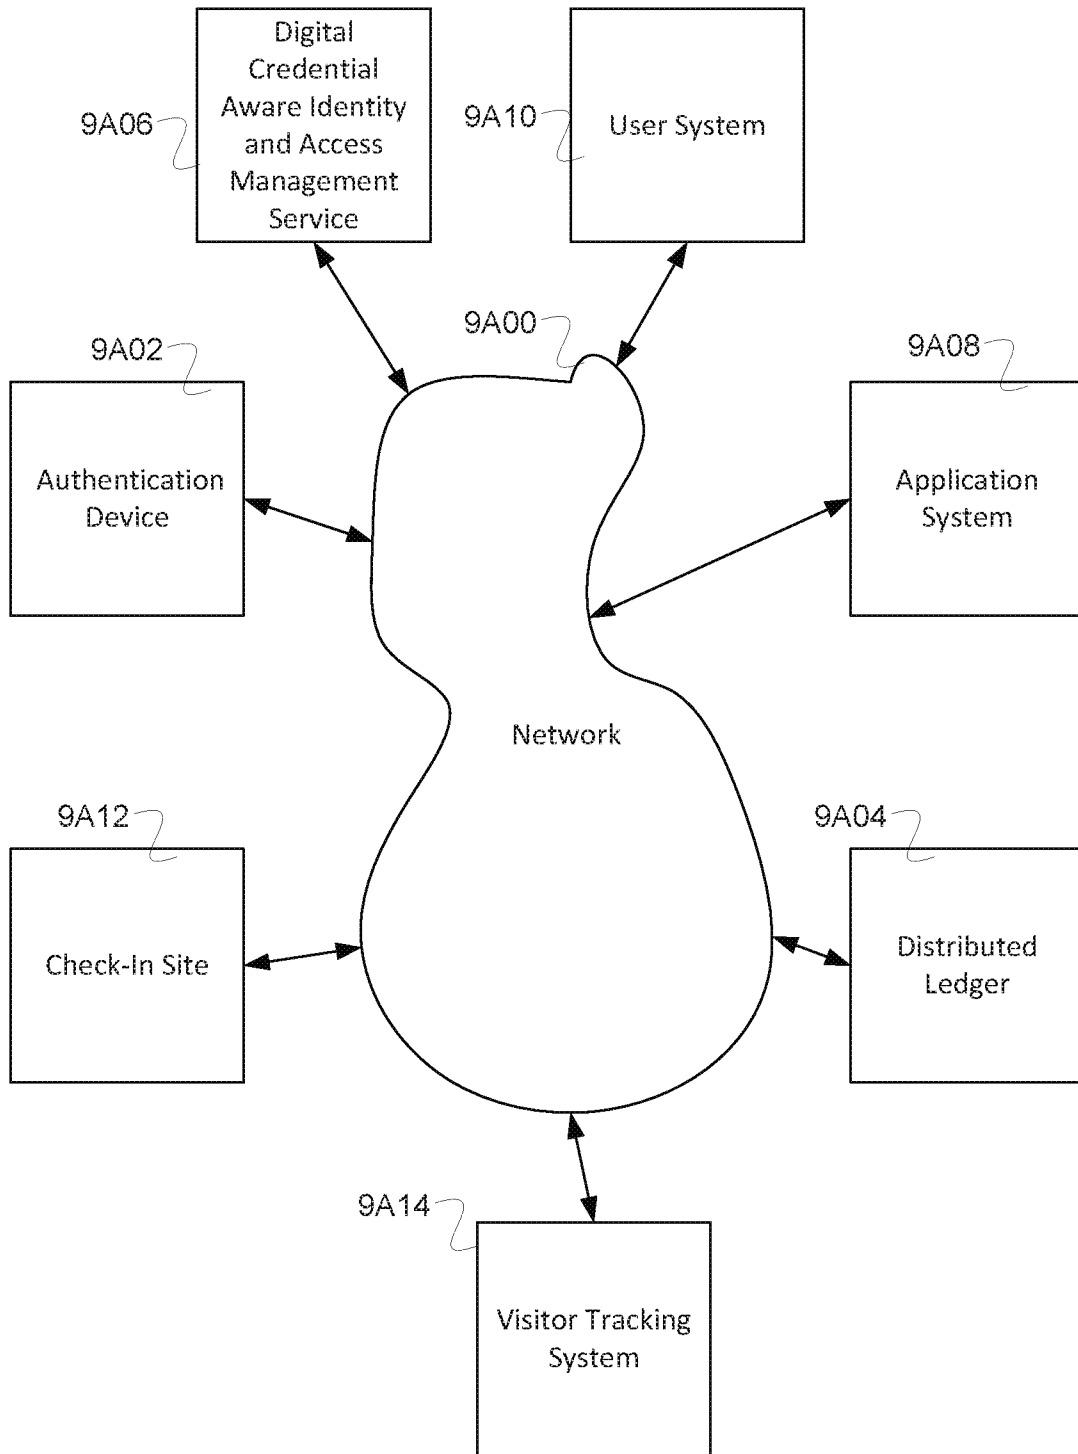 Digital
Credential
Aware Identity
and Access
Management
Service
9A06
9A10
User System
9A00
9A02
9A08
Authentication
Device
Application
System
Network
9A12
9A04
Check-In Site
Distributed
Ledger
9A14
Visitor Tracking
System